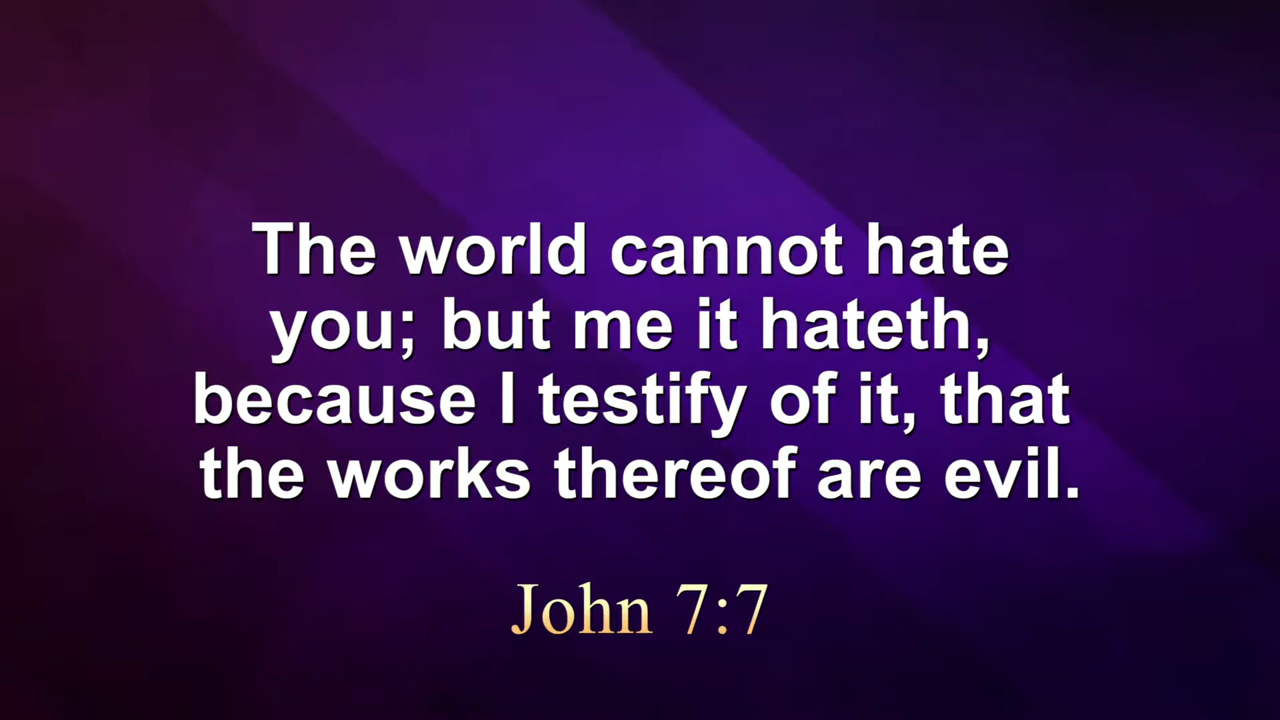 The world cannot hate
you; but me it hateth,
because I testify of it, that
the works thereof are evil.
John 7:7